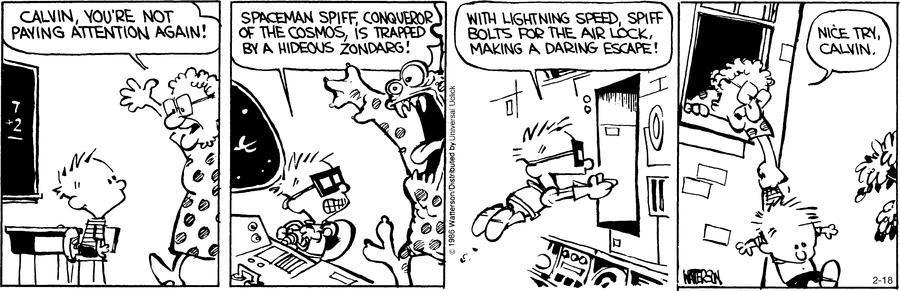 CALVIN, YOU'RE NOT
PAYING ATTENTION AGAIN!
7
+2
SPACEMAN SPIFF, CONQUEROR
OF THE COSMOS, IS TRAPPED
BY A HIDEOUS ZONDARG!
© 1986 Watterson/Distributed by Universal Uclick
WITH LIGHTNING SPEED, SPIFF
BOLTS FOR THE AIR LOCK,
MAKING A DARING ESCAPE!
NICE TRY,
CALVIN.
WATTERSON
2-18